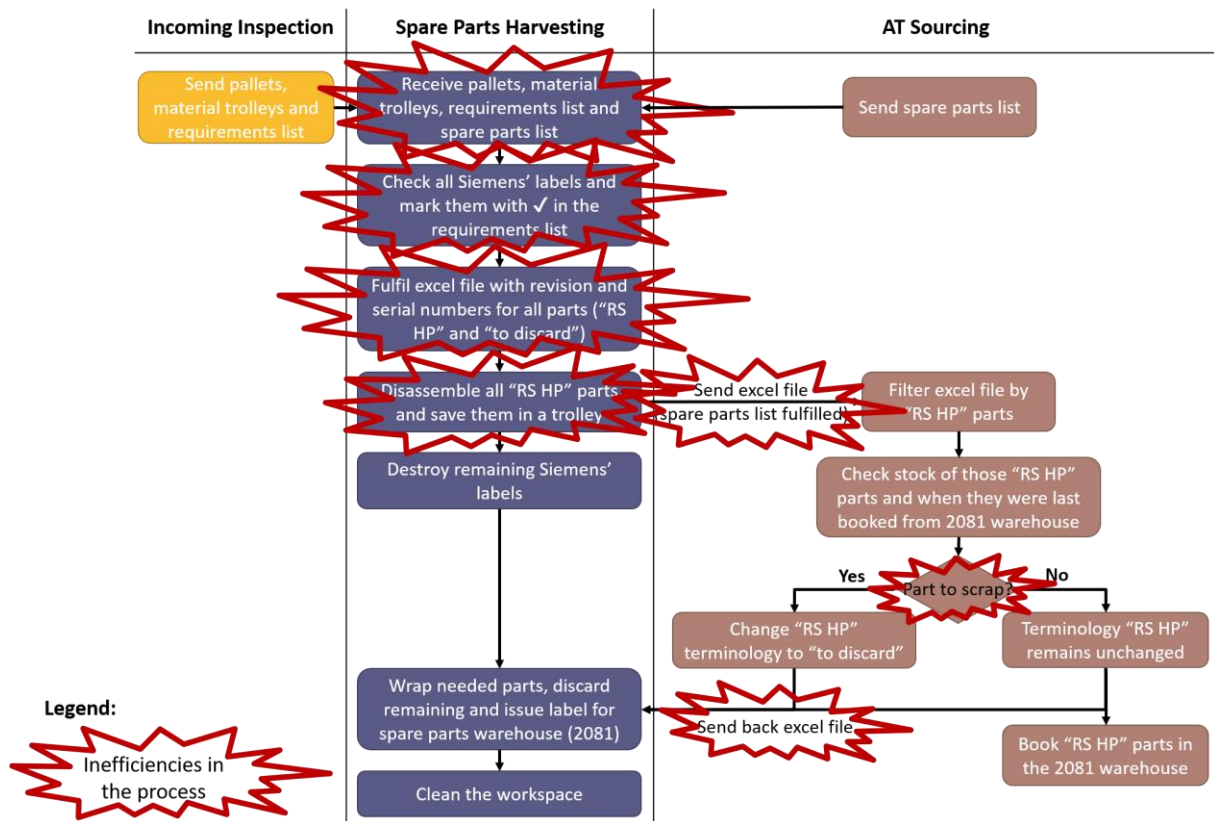 Incoming Inspection
Spare Parts Harvesting
AT Sourcing
Send pallets,
material trolleys and
requirements list
Receive pallets, material
trolleys, requirements list and
spare parts list
Send spare parts list
Check all Siemens’ labels and
mark them with ✓ in the
requirements list
Fulfil excel file with revision and
serial numbers for all parts (“RS
HP” and “to discard”)
Disassemble all “RS HP” parts
and save them in a trolley
Send excel file
(spare parts list fulfilled)
Filter excel file by
“RS HP” parts
Destroy remaining Siemens’
labels
Check stock of those “RS HP”
parts and when they were last
booked from 2081 warehouse
Yes
Part to scrap?
No
Change “RS HP”
terminology to “to discard”
Terminology “RS HP”
remains unchanged
Wrap needed parts, discard
remaining and issue label for
spare parts warehouse (2081)
Send back excel file
Book “RS HP” parts in
the 2081 warehouse
Clean the workspace
Legend:
Inefficiencies in
the process